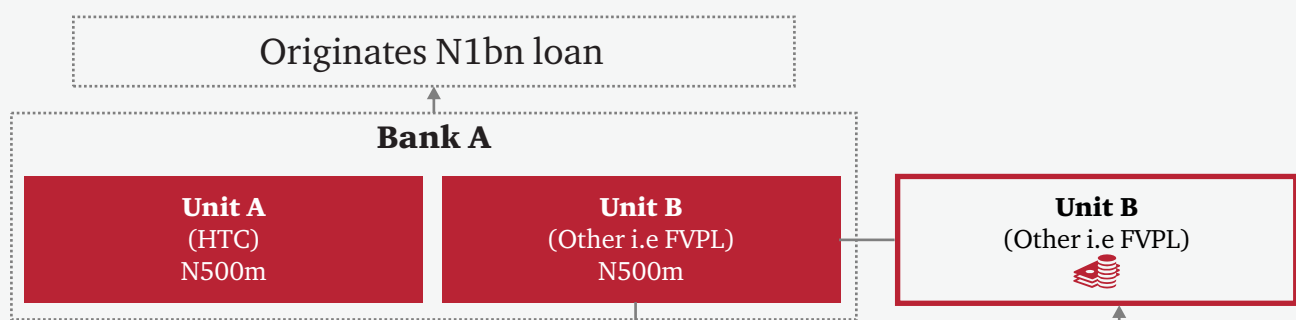 Originates N1bn loan
Bank A
Unit A
(HTC)
N500m
Unit B
(Other i.e FVPL)
N500m
Unit B
(Other i.e FVPL)